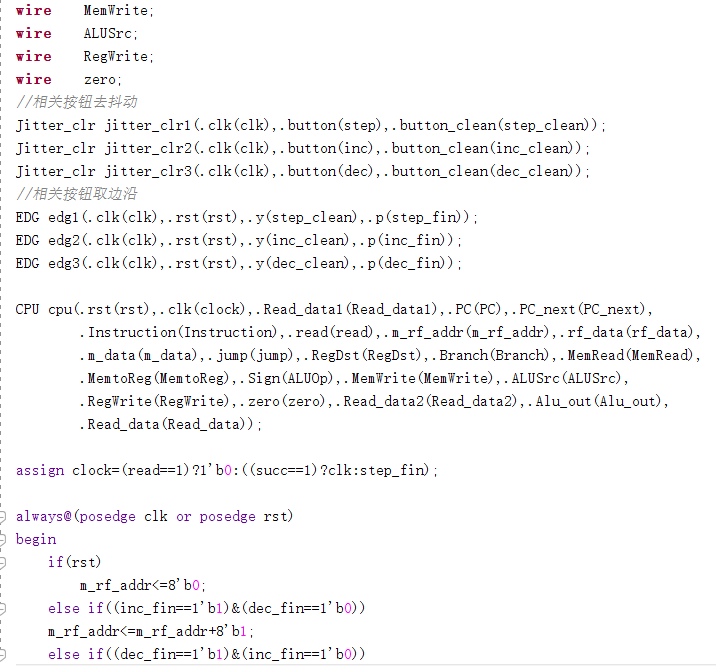 wire    MemWrite;
wire    ALUSrc;
wire    RegWrite;
wire    zero;
//相关按钮去抖动
Jitter_clr jitter_clr1(.clk(clk),.button(step),.button_clean(step_clean));
Jitter_clr jitter_clr2(.clk(clk),.button(inc),.button_clean(inc_clean));
Jitter_clr jitter_clr3(.clk(clk),.button(dec),.button_clean(dec_clean));
//相关按钮取边沿
EDG edg1(.clk(clk),.rst(rst),.y(step_clean),.p(step_fin));
EDG edg2(.clk(clk),.rst(rst),.y(inc_clean),.p(inc_fin));
EDG edg3(.clk(clk),.rst(rst),.y(dec_clean),.p(dec_fin));
CPU cpu(.rst(rst),.clk(clock),.Read_data1(Read_data1),.PC(PC),.PC_next(PC_next),
        .Instruction(Instruction),.read(read),.m_rf_addr(m_rf_addr),.rf_data(rf_data),
        .m_data(m_data),.jump(jump),.RegDst(RegDst),.Branch(Branch),.MemRead(MemRead),
        .MemtoReg(MemtoReg),.Sign(ALUOp),.MemWrite(MemWrite),.ALUSrc(ALUSrc),
        .RegWrite(RegWrite),.zero(zero),.Read_data2(Read_data2),.Alu_out(Alu_out),
        .Read_data(Read_data));
assign clock=(read==1)?1'b0:((succ==1)?clk:step_fin);
always@(posedge clk or posedge rst)
begin
    if(rst)
        m_rf_addr<=8'b0;
    else if((inc_fin==1'b1)&(dec_fin==1'b0))
    m_rf_addr<=m_rf_addr+8'b1;
    else if((dec_fin==1'b1)&(inc_fin==1'b0))